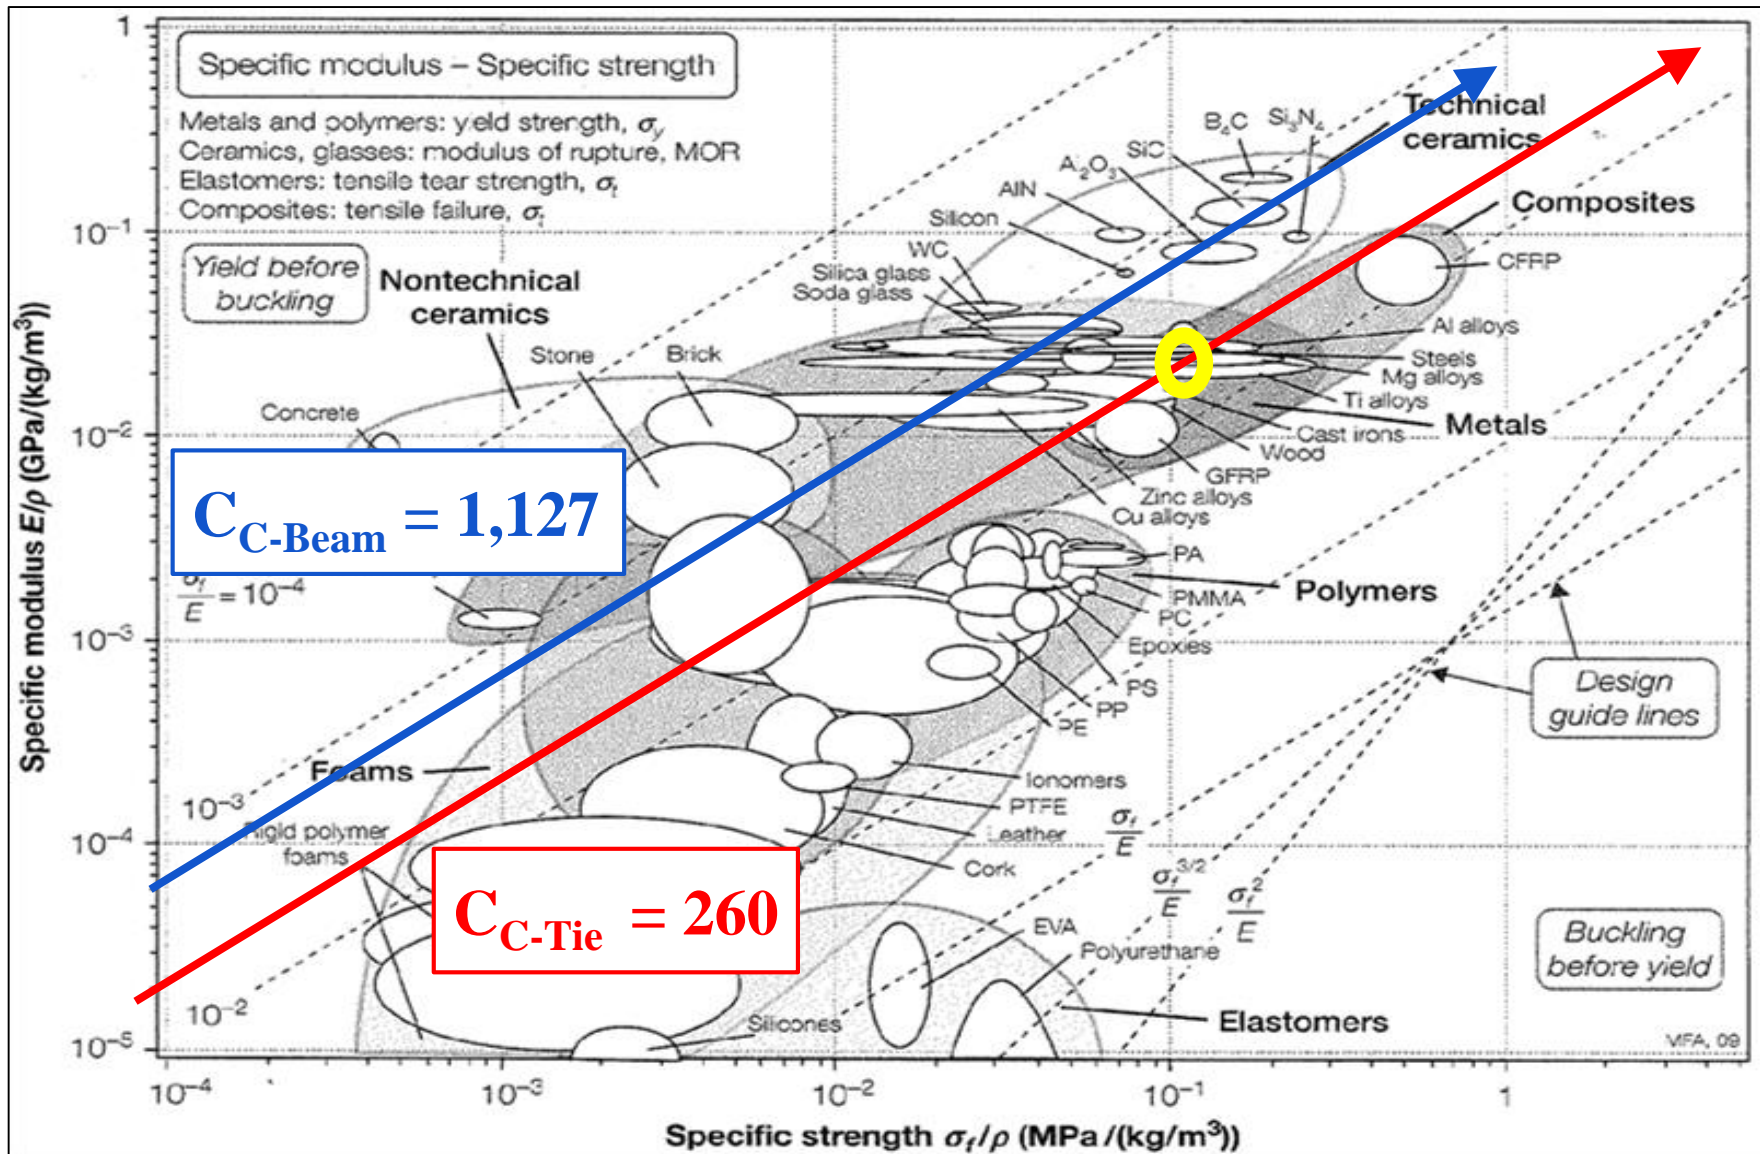 Specific modulus – Specific strength
Metals and polymers: yield strength, σy
Ceramics, glasses: modulus of rupture, MOR
Elastomers: tensile tear strength, σt
Composites: tensile failure, σt
Yield before
buckling
Nontechnical
ceramics
Technical
ceramics
Composites
Metals
Polymers
Elastomers
Foams
B4C
Si3N4
SiC
Al2O3
AlN
Silicon
WC
Silica glass
Soda glass
Stone
Brick
Concrete
CFRP
Al alloys
Steels
Mg alloys
Ti alloys
Cast irons
Wood
GFRP
Zinc alloys
Cu alloys
C C-Beam = 1,127
σf/E = 10−4
PA
PMMA
PC
Epoxies
PS
PP
PE
Design
guide lines
Ionomers
PTFE
Leather
Cork
10−3
Rigid polymer
foams
C C-Tie = 260
10−2
σf/E
σf3/2/E
σf2/E
EVA
Polyurethane
Silicones
Buckling
before yield
MFA, 09
1
10−1
10−2
10−3
10−4
10−5
Specific modulus E/ρ (GPa/(kg/m3))
10−4 10−3 10−2 10−1 1
Specific strength σf/ρ (MPa/(kg/m3))